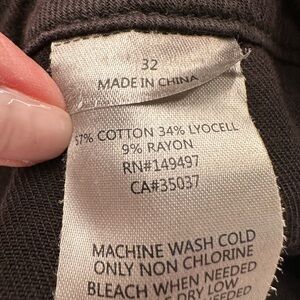 32
MADE IN CHINA
57% COTTON 34% LYOCELL
9% RAYON
RN#149497
CA#35037
MACHINE WASH COLD
ONLY NON CHLORINE
BLEACH WHEN NEEDED
DRY LOW
NEEDED